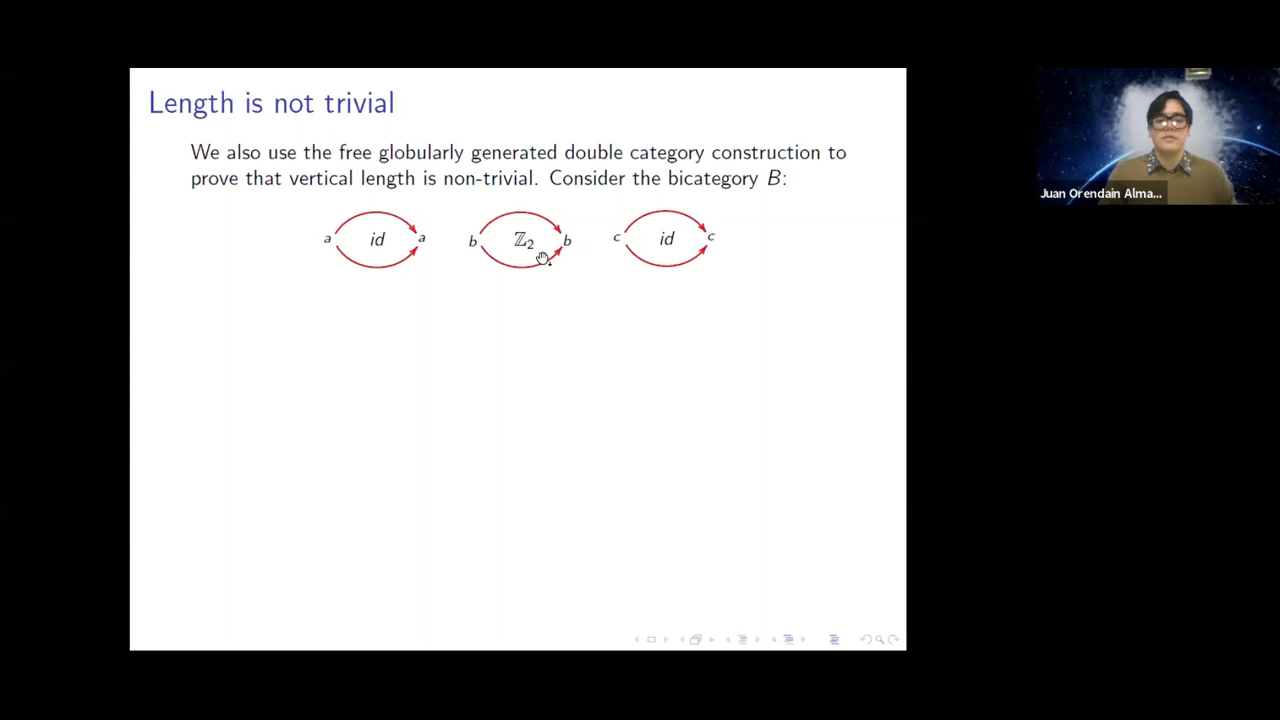 Length is not trivial
We also use the free globularly generated double category construction to
prove that vertical length is non-trivial. Consider the bicategory B:
a id a b ℤ₂ b c id c
Juan Orendain Alma...